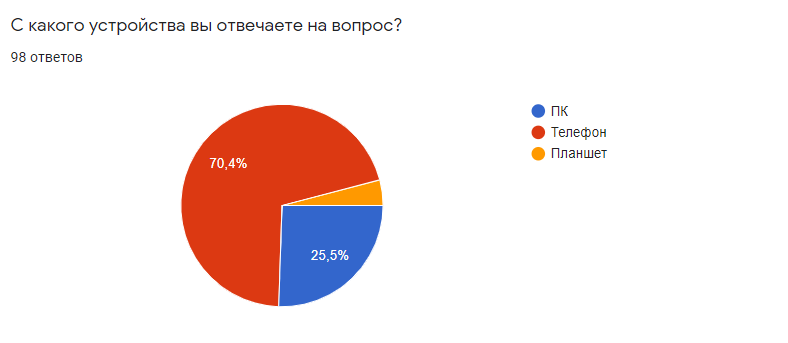 С какого устройства вы отвечаете на вопрос?
98 ответов
ПК
Телефон
Планшет
70,4%
25,5%